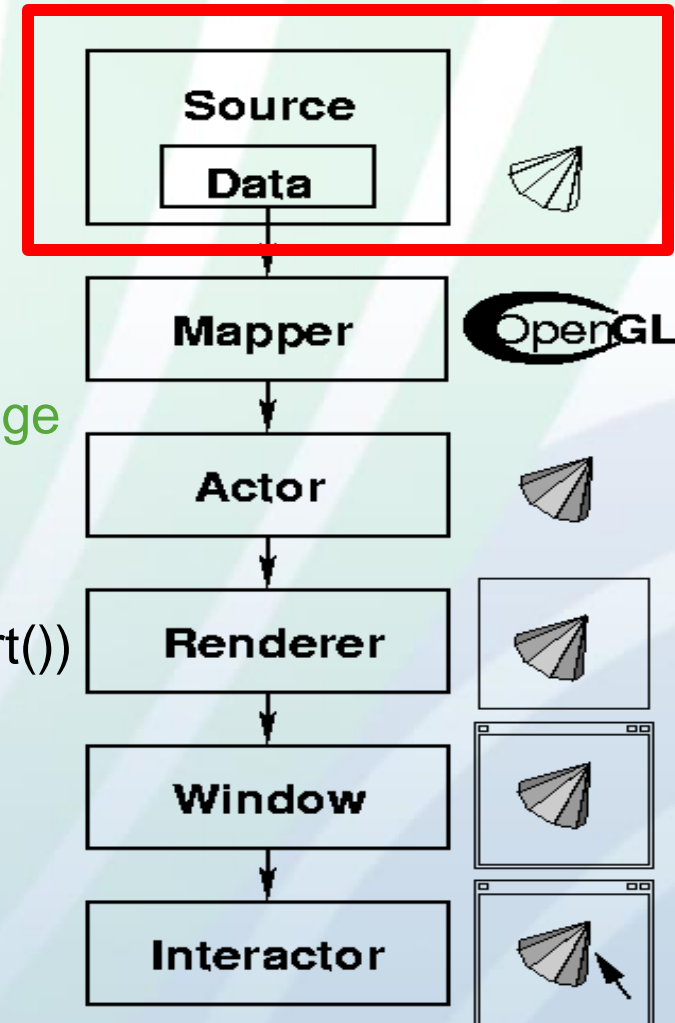 Source
Data
Mapper
OpenGL
ge
Actor
rt())
Renderer
Window
Interactor